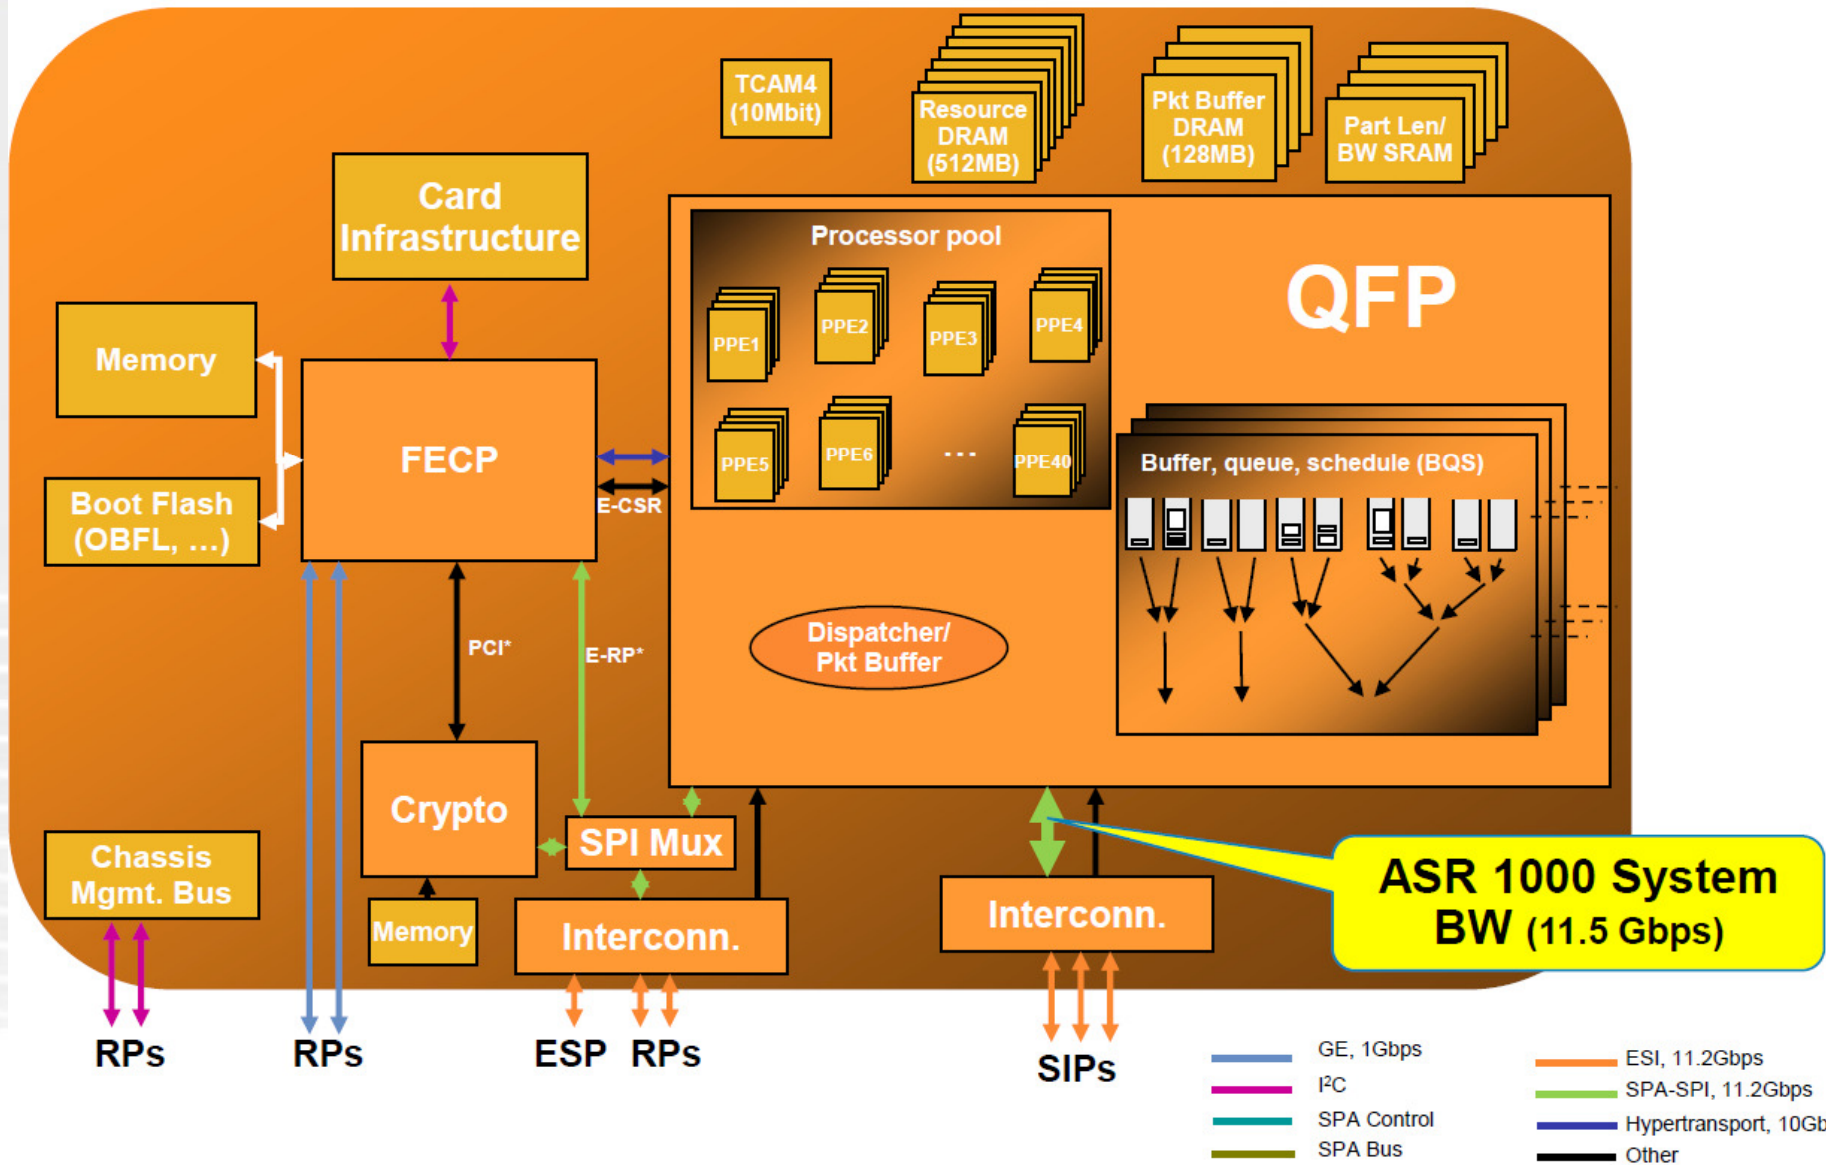 TCAM4
(10Mbit)
Resource
DRAM
(512MB)
Pkt Buffer
DRAM
(128MB)
Part Len/
BW SRAM
Card
Infrastructure
Processor pool
QFP
PPE1
PPE2
PPE3
PPE4
PPE5
PPE6
...
PPE40
Memory
FECP
Boot Flash
(OBFL, ...)
E-CSR
Buffer, queue, schedule (BQS)
Dispatcher/
Pkt Buffer
PCI*
E-RP*
Crypto
SPI Mux
Chassis
Mgmt. Bus
Memory
Interconn.
Interconn.
ASR 1000 System
BW (11.5 Gbps)
RPs
RPs
ESP
RPs
SIPs
GE, 1Gbps
I²C
SPA Control
SPA Bus
ESI, 11.2Gbps
SPA-SPI, 11.2Gbps
Hypertransport, 10Gb
Other